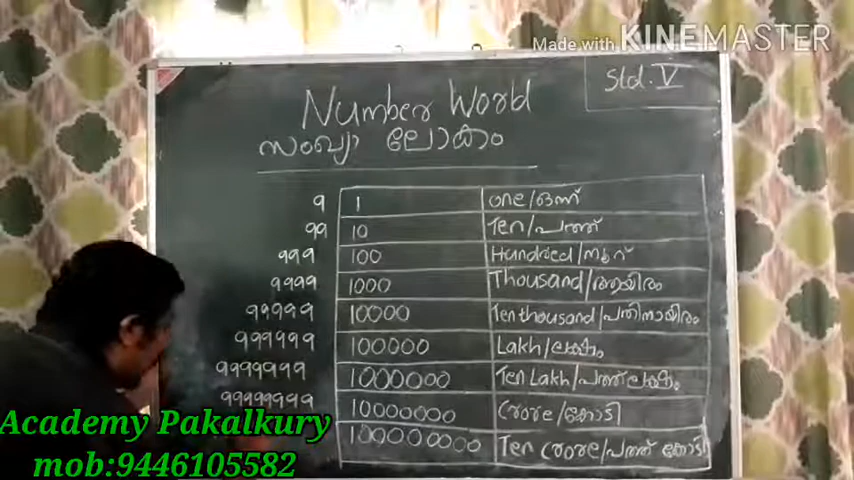 Made with KINEMASTER
Std. V
Number World
സംഖ്യാ ലോകം
9 1 one/ഒന്ന്
99 10 Ten/പത്ത്
999 100 Hundred/നൂറ്
9999 1000 Thousand/ആയിരം
99999 10000 Ten thousand/പതിനായിരം
999999 100000 Lakh/ലക്ഷം
9999999 1000000 Ten Lakh/പത്ത് ലക്ഷം
99999999 10000000 Crore/കോടി
100000000 Ten Crore/പത്ത് കോടി
Academy Pakalkury
mob:9446105582